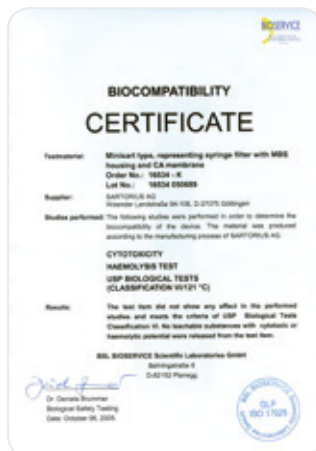 BIOSERVICE
BIOCOMPATIBILITY
CERTIFICATE
Testmaterial: Minisart type, representing syringe filter with MBS
housing and CA membrane
Order No.: 16534 - K
Lot No.: 16534 050689
Supplier: SARTORIUS AG
Weender Landstraße 94-108, D-37075 Göttingen
Studies performed: The following studies were performed in order to determine the
biocompatibility of the device. The material was produced
according to the manufacturing process of SARTORIUS AG
CYTOTOXICITY
HAEMOLYSIS TEST
USP BIOLOGICAL TESTS
(CLASSIFICATION VI/121 °C)
Results: The test item did not show any effect in the performed
studies and meets the criteria of USP Biological Tests
Classification VI. No leachable substances with cytotoxic or
haemolytic potential were released from the test item.
BSL BIOSERVICE Scientific Laboratories GmbH
Behringstraße 6
D-82152 Planegg
Dr. Daniela Brummer
Biological Safety Testing
Date: October 06, 2005
BSL BIOSERVICE
GLP
ISO 17025